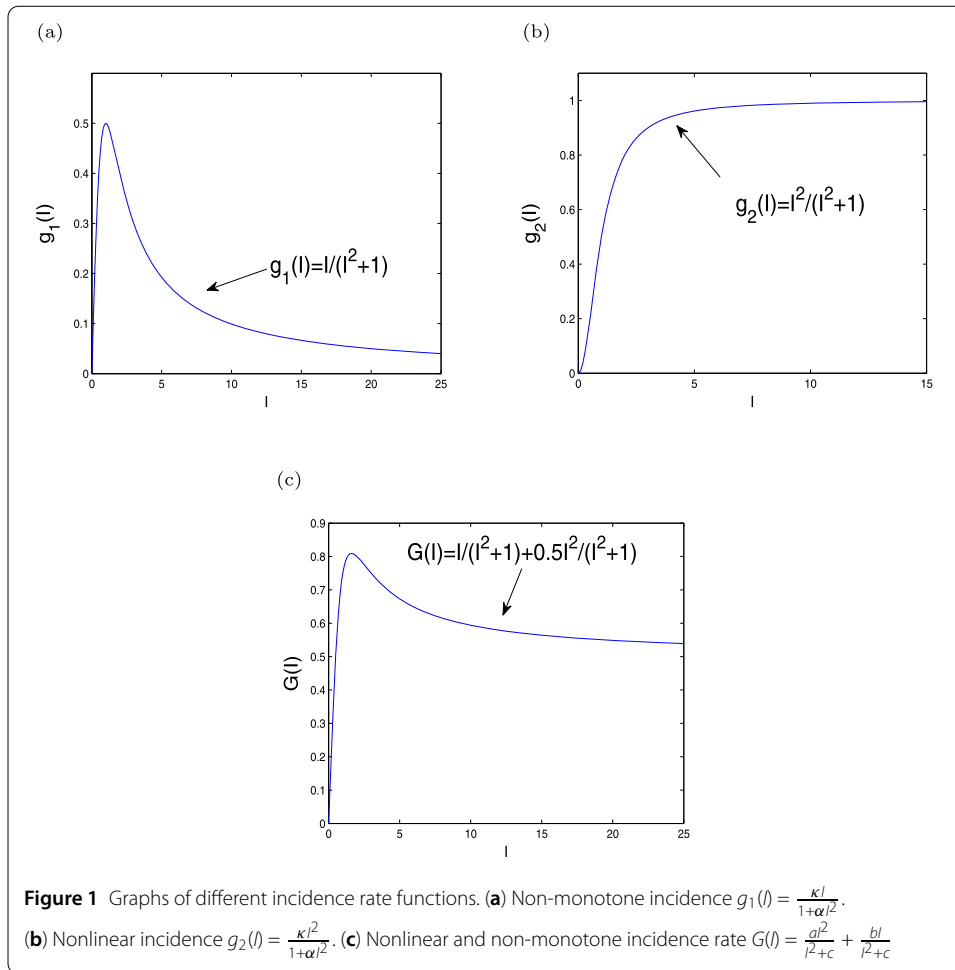 (a)
0.5
0.4
0.3
0.2
0.1
0
0 5 10 15 20 25
g₁(I)
I
g₁(I)=I/(I²+1)
(b)
1
0.8
0.6
0.4
0.2
0
0 5 10 15
g₂(I)
I
g₂(I)=I²/(I²+1)
(c)
0.9
0.8
0.7
0.6
0.5
0.4
0.3
0.2
0.1
0
0 5 10 15 20 25
G(I)
I
G(I)=I/(I²+1)+0.5I²/(I²+1)
Figure 1 Graphs of different incidence rate functions. (a) Non-monotone incidence g₁(I) = κI/(1+αI²).
(b) Nonlinear incidence g₂(I) = κI²/(1+αI²). (c) Nonlinear and non-monotone incidence rate G(I) = aI²/(I²+c) + bI/(I²+c)